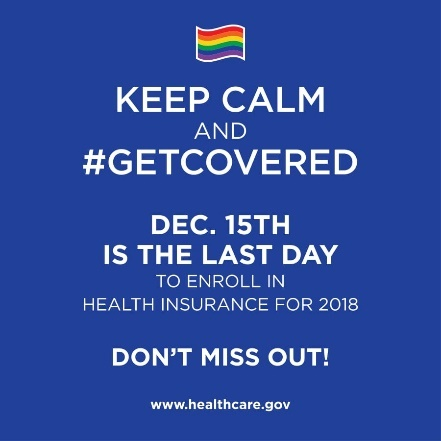 KEEP CALM
AND
#GETCOVERED
DEC. 15TH
IS THE LAST DAY
TO ENROLL IN
HEALTH INSURANCE FOR 2018
DON'T MISS OUT!
www.healthcare.gov